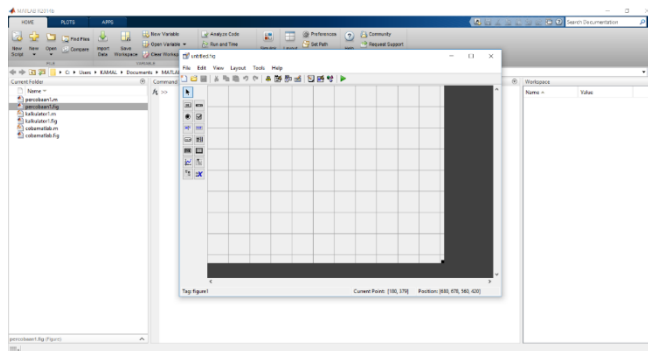 HOME PLOTS APPS
Search Documentation
New Variable Analyze Code Preferences Community
New New Open Find Files Import Save Open Variable Run and Time Set Path Request Support
Script Compare Data Workspace Clear Workspace
C: Users KAMAL Documents MATLAB
Current Folder
Workspace
Name
Name Value
percobaan1.m
percobaan1.fig
kalkulator1.m
kalkulator1.fig
cobamatlab.m
cobamatlab.fig
untitled.fig
File Edit View Layout Tools Help
Tag: figure1 Current Point: [100, 379] Position: [680, 678, 560, 420]
percobaan1.fig (Figure)